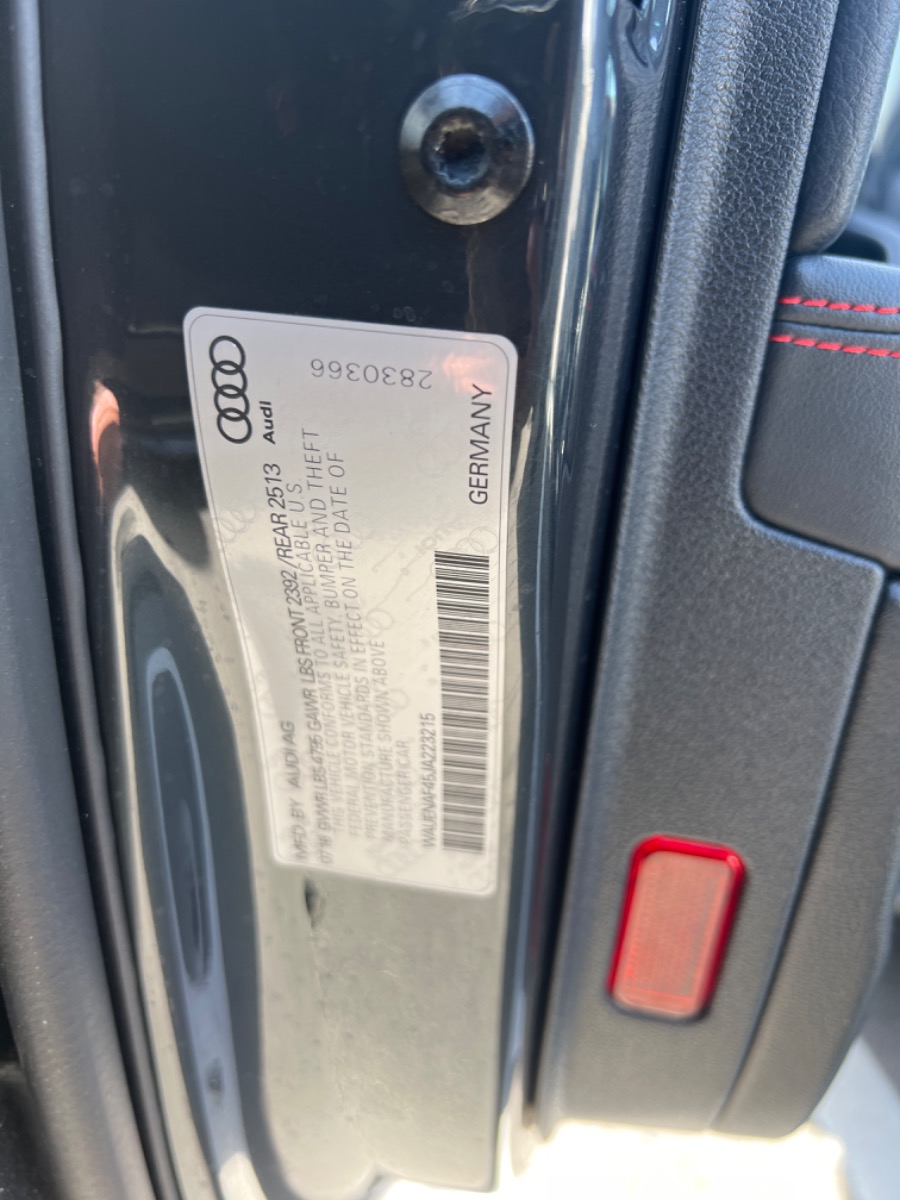 Audi
2830366
MFD BY AUDI AG
07/18 GVWR LBS 4795 GAWR LBS FRONT 2392/REAR 2513
THIS VEHICLE CONFORMS TO ALL APPLICABLE U.S.
FEDERAL MOTOR VEHICLE SAFETY, BUMPER AND THEFT
PREVENTION STANDARDS IN EFFECT ON THE DATE OF
MANUFACTURE SHOWN ABOVE
PASSENGER CAR
WAUENAF45JA223215
GERMANY